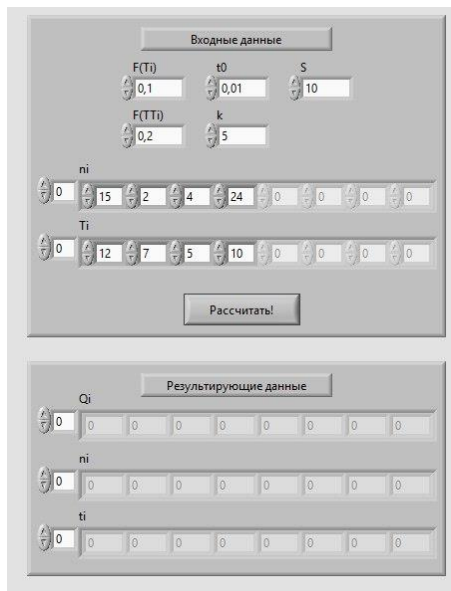 Входные данные
F(Ti) t0 S
0,1 0,01 10
F(TTi) k
0,2 5
ni
0 15 2 4 24 0 0 0 0
Ti
0 12 7 5 10 0 0 0 0
Рассчитать!
Результирующие данные
Qi
0 0 0 0 0 0 0 0 0
ni
0 0 0 0 0 0 0 0 0
ti
0 0 0 0 0 0 0 0 0